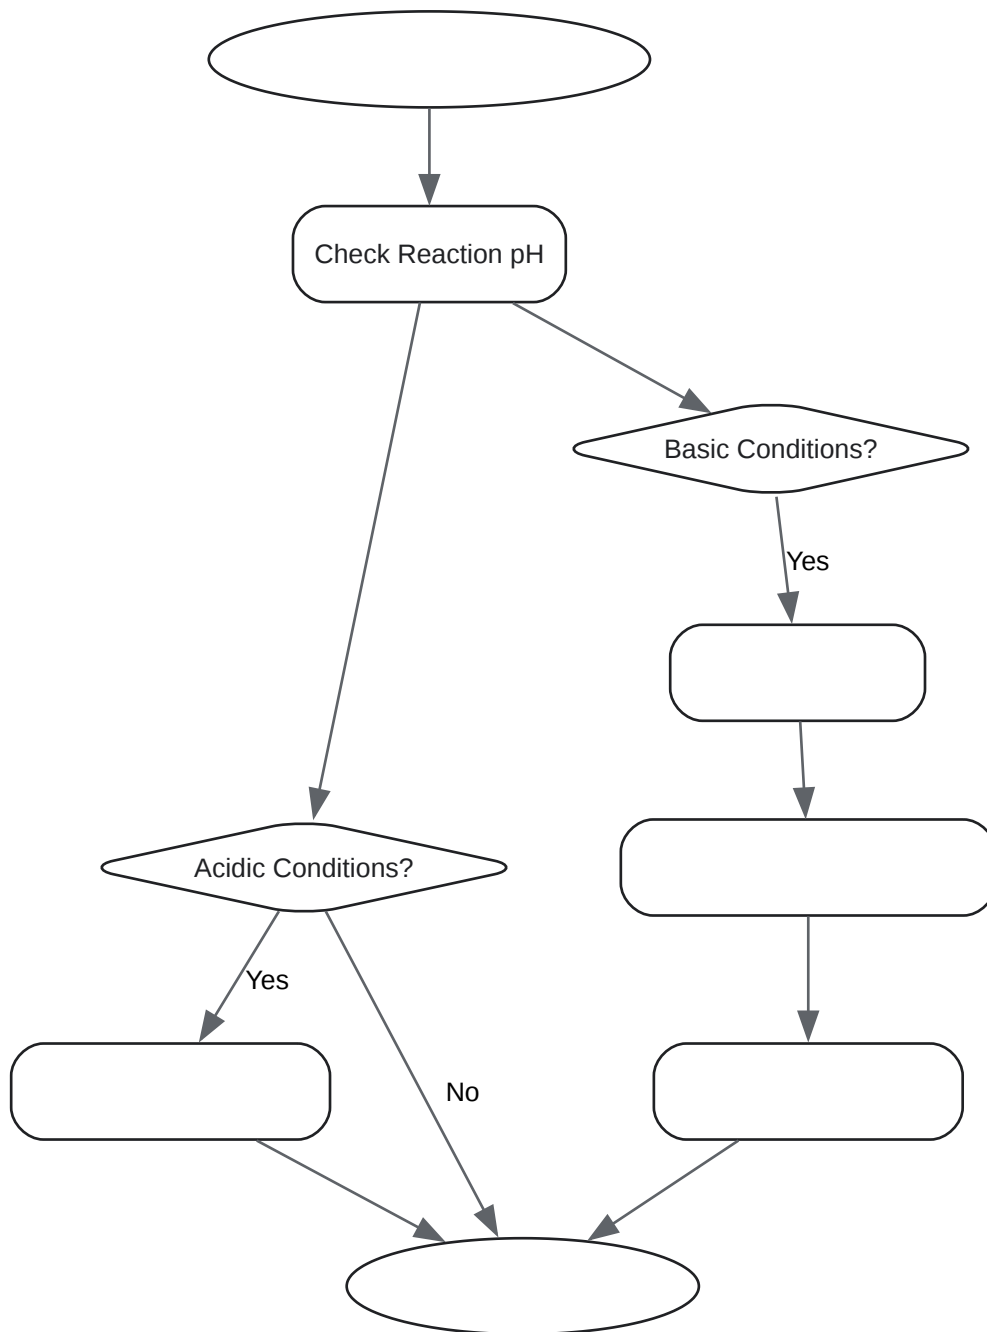 Check Reaction pH
Basic Conditions?
Yes
Acidic Conditions?
Yes
No